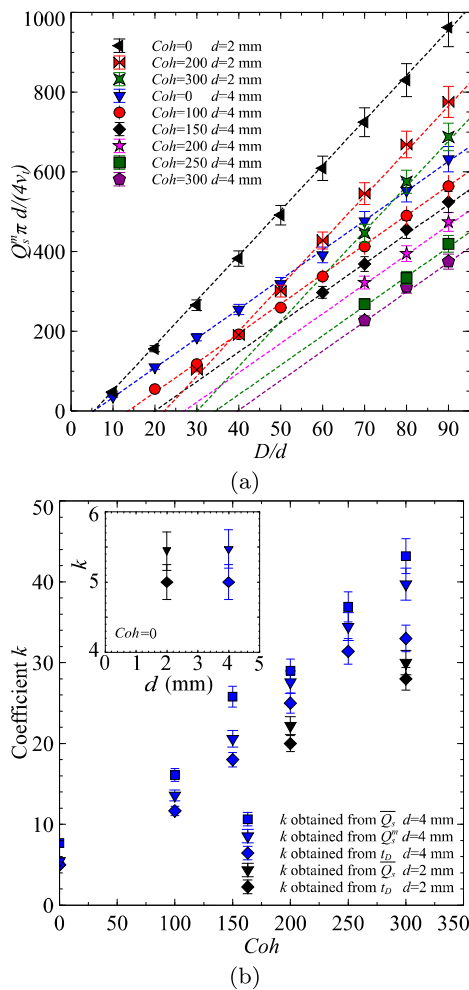 1000
800
600
400
200
0
Q_s^m π d/(4ν_i)
Coh=0 d=2 mm
Coh=200 d=2 mm
Coh=300 d=2 mm
Coh=0 d=4 mm
Coh=100 d=4 mm
Coh=150 d=4 mm
Coh=200 d=4 mm
Coh=250 d=4 mm
Coh=300 d=4 mm
0 10 20 30 40 50 60 70 80 90
D/d
(a)
50
40
30
20
10
0
Coefficient k
6
5
4
k
Coh=0
0 1 2 3 4 5
d (mm)
k obtained from Q̅_s d=4 mm
k obtained from Q_s^m d=4 mm
k obtained from t_D d=4 mm
k obtained from Q̅_s d=2 mm
k obtained from t_D d=2 mm
0 50 100 150 200 250 300 350
Coh
(b)